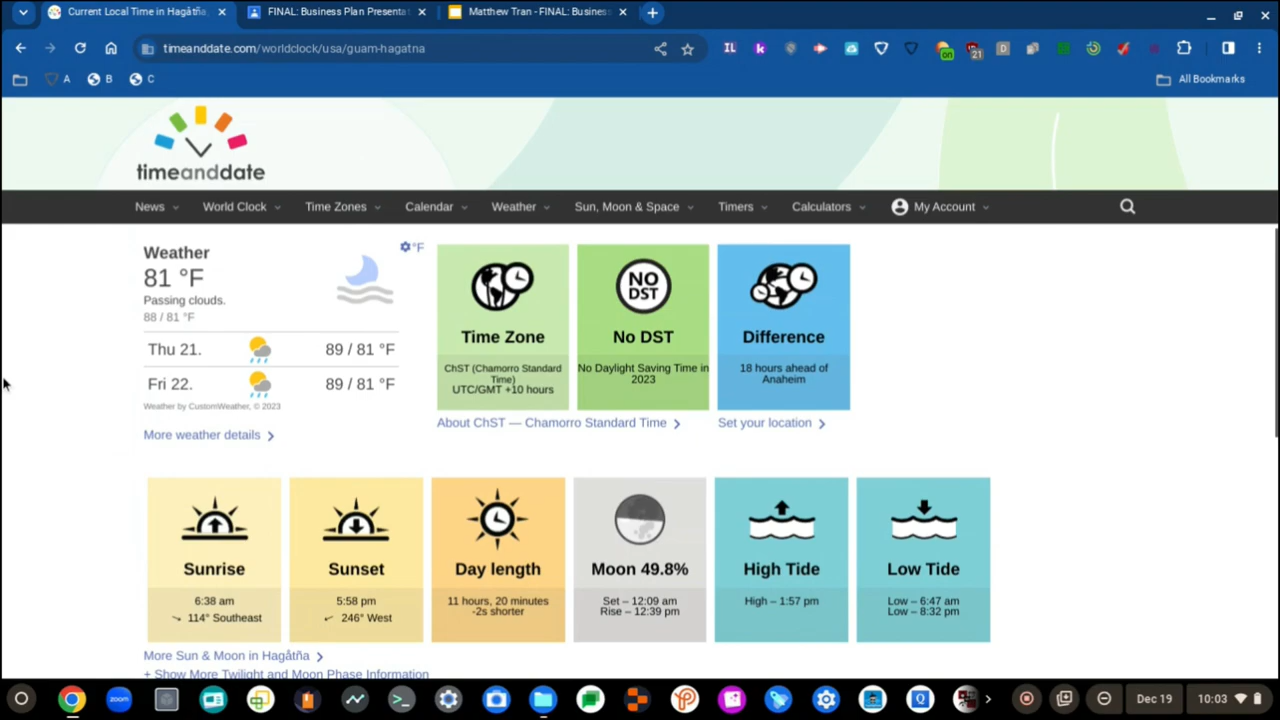 Current Local Time in Hagåtña,
FINAL: Business Plan Presentat
Matthew Tran - FINAL: Business
timeanddate.com/worldclock/usa/guam-hagatna
IL
k
on
21
D
A
B
C
All Bookmarks
timeanddate
News
World Clock
Time Zones
Calendar
Weather
Sun, Moon & Space
Timers
Calculators
My Account
Weather
°F
81 °F
Passing clouds.
88 / 81 °F
Thu 21.
89 / 81 °F
Fri 22.
89 / 81 °F
Weather by CustomWeather, © 2023
More weather details
Time Zone
ChST (Chamorro Standard
Time)
UTC/GMT +10 hours
NO
DST
No DST
No Daylight Saving Time in
2023
Difference
18 hours ahead of
Anaheim
About ChST — Chamorro Standard Time
Set your location
Sunrise
6:38 am
114° Southeast
Sunset
5:58 pm
246° West
Day length
11 hours, 20 minutes
-2s shorter
Moon 49.8%
Set – 12:09 am
Rise – 12:39 pm
High Tide
High – 1:57 pm
Low Tide
Low – 6:47 am
Low – 8:32 pm
More Sun & Moon in Hagåtña
+ Show More Twilight and Moon Phase Information
zoom
Dec 19
10:03